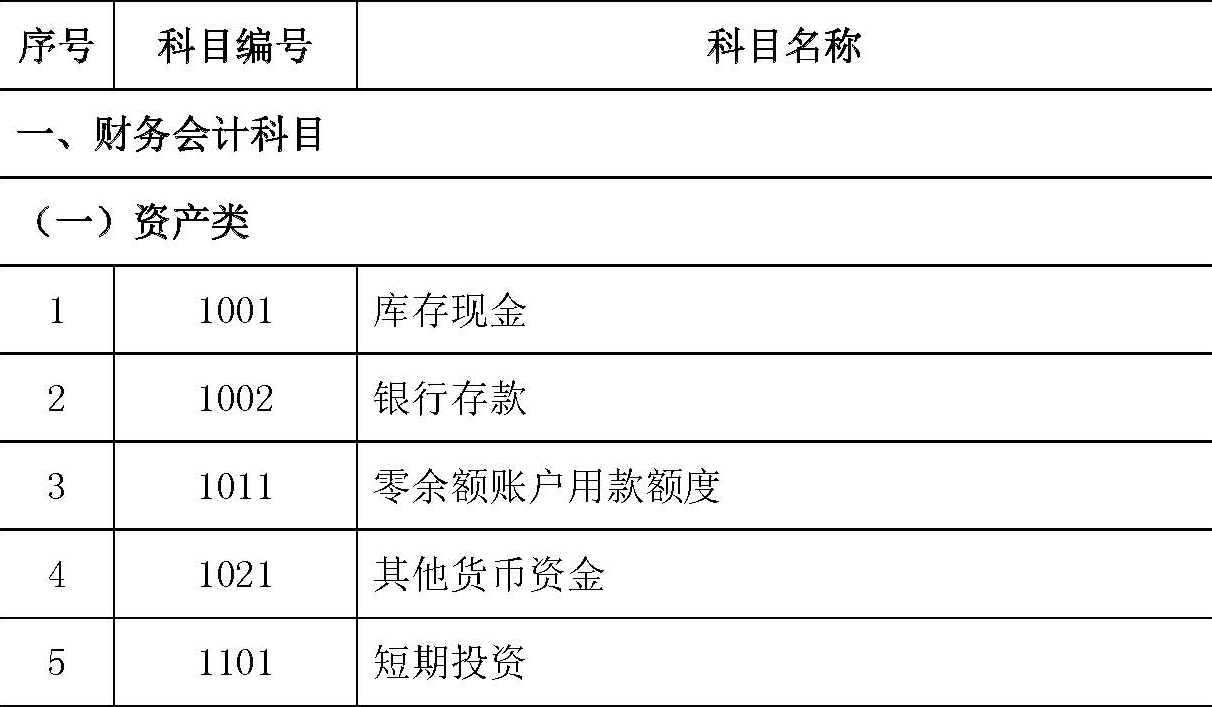 序号 科目编号 科目名称
一、财务会计科目
（一）资产类
1 1001 库存现金
2 1002 银行存款
3 1011 零余额账户用款额度
4 1021 其他货币资金
5 1101 短期投资